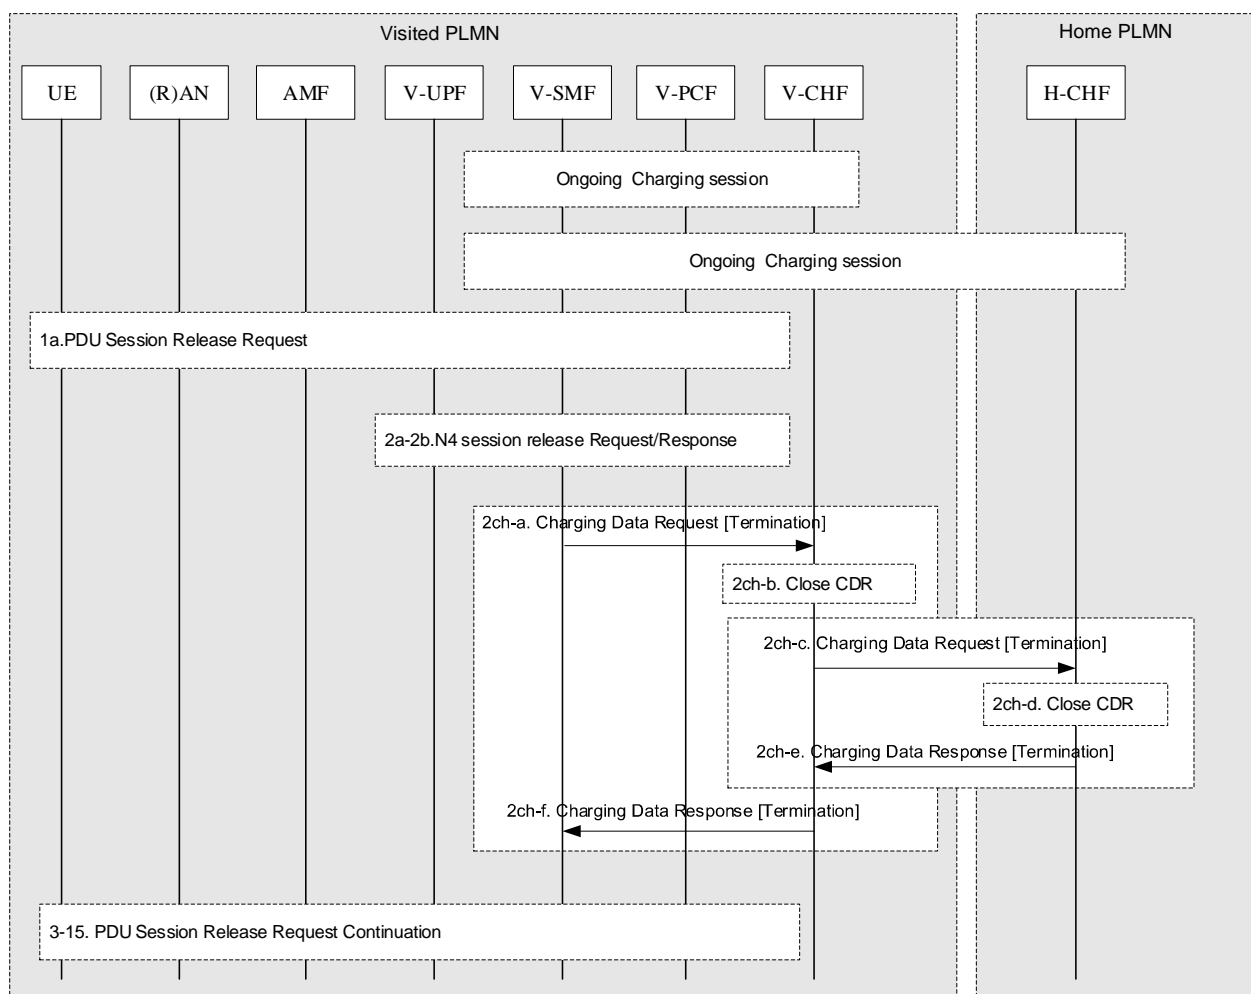 Visited PLMN
Home PLMN
UE
(R)AN
AMF
V-UPF
V-SMF
V-PCF
V-CHF
H-CHF
Ongoing Charging session
Ongoing Charging session
1a.PDU Session Release Request
2a-2b.N4 session release Request/Response
2ch-a. Charging Data Request [Termination]
2ch-b. Close CDR
2ch-c. Charging Data Request [Termination]
2ch-d. Close CDR
2ch-e. Charging Data Response [Termination]
2ch-f. Charging Data Response [Termination]
3-15. PDU Session Release Request Continuation